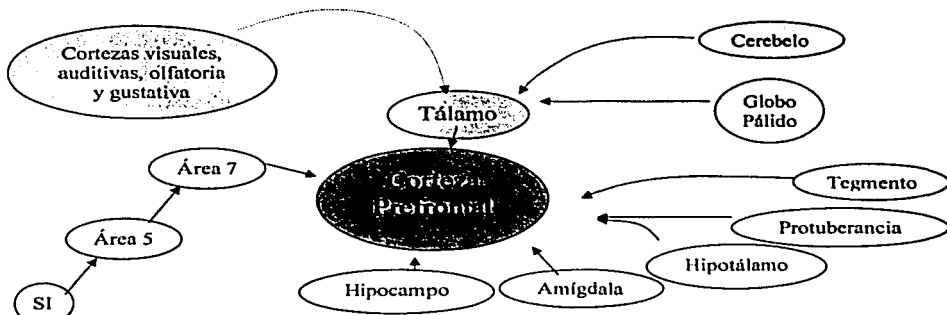 Cortezas visuales,
auditivas, olfatoria
y gustativa
Cerebelo
Tálamo
Globo
Pálido
Área 7
Corteza
Prefrontal
Tegmento
Área 5
Protuberancia
Hipotálamo
Hipocampo
Amígdala
SI